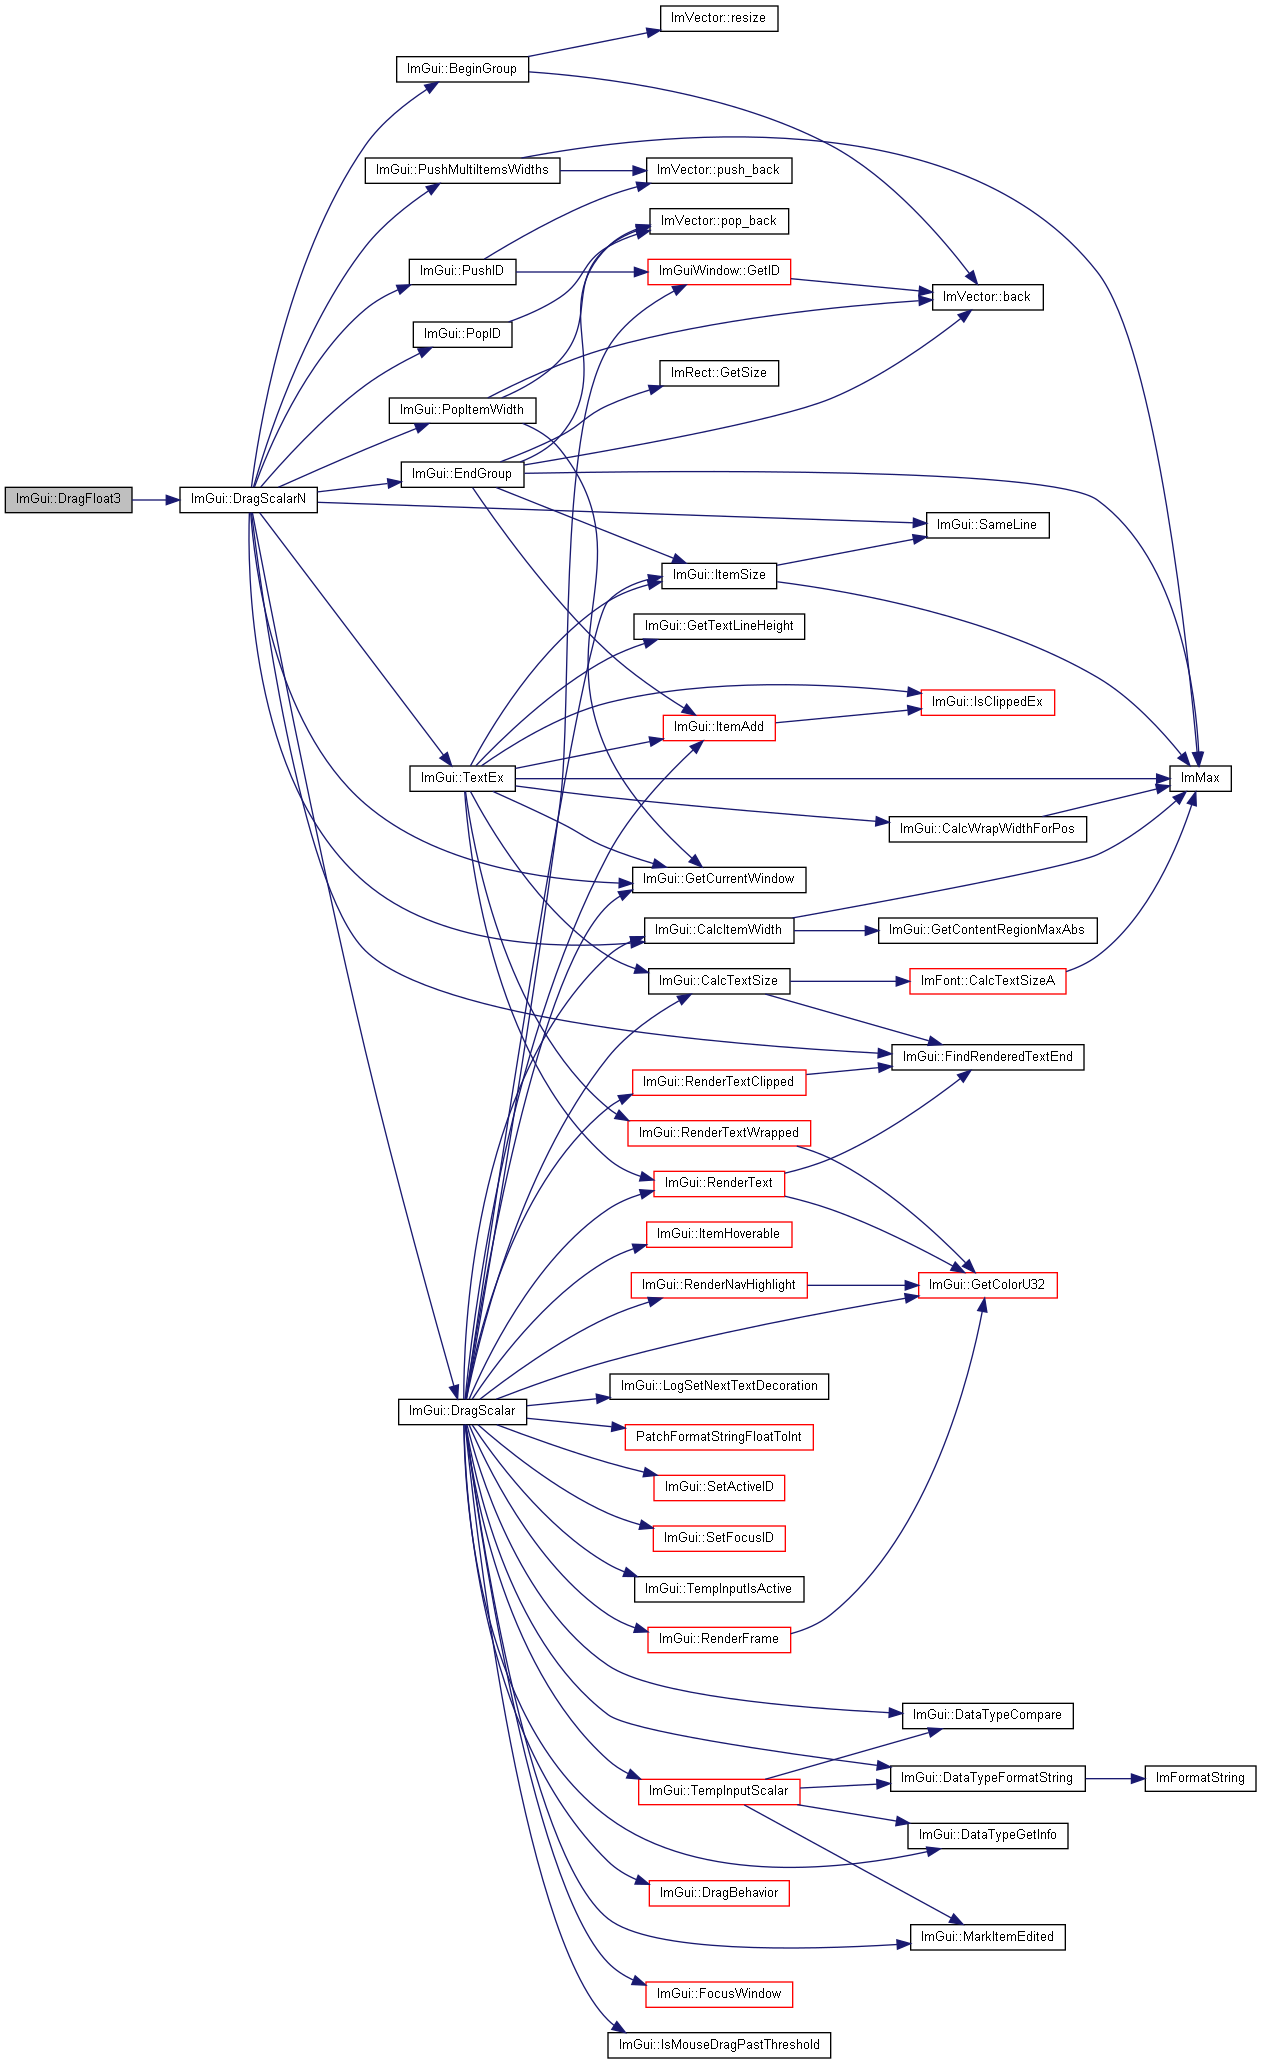 ImVector::resize
ImGui::BeginGroup
ImGui::PushMultiItemsWidths
ImVector::push_back
ImVector::pop_back
ImGui::PushID
ImGuiWindow::GetID
ImVector::back
ImGui::PopID
ImRect::GetSize
ImGui::PopItemWidth
ImGui::EndGroup
ImGui::DragFloat3
ImGui::DragScalarN
ImGui::SameLine
ImGui::ItemSize
ImGui::GetTextLineHeight
ImGui::IsClippedEx
ImGui::ItemAdd
ImGui::TextEx
ImMax
ImGui::CalcWrapWidthForPos
ImGui::GetCurrentWindow
ImGui::CalcItemWidth
ImGui::GetContentRegionMaxAbs
ImGui::CalcTextSize
ImFont::CalcTextSizeA
ImGui::FindRenderedTextEnd
ImGui::RenderTextClipped
ImGui::RenderTextWrapped
ImGui::RenderText
ImGui::ItemHoverable
ImGui::RenderNavHighlight
ImGui::GetColorU32
ImGui::LogSetNextTextDecoration
ImGui::DragScalar
PatchFormatStringFloatToInt
ImGui::SetActiveID
ImGui::SetFocusID
ImGui::TempInputIsActive
ImGui::RenderFrame
ImGui::DataTypeCompare
ImGui::DataTypeFormatString
ImFormatString
ImGui::TempInputScalar
ImGui::DataTypeGetInfo
ImGui::DragBehavior
ImGui::MarkItemEdited
ImGui::FocusWindow
ImGui::IsMouseDragPastThreshold